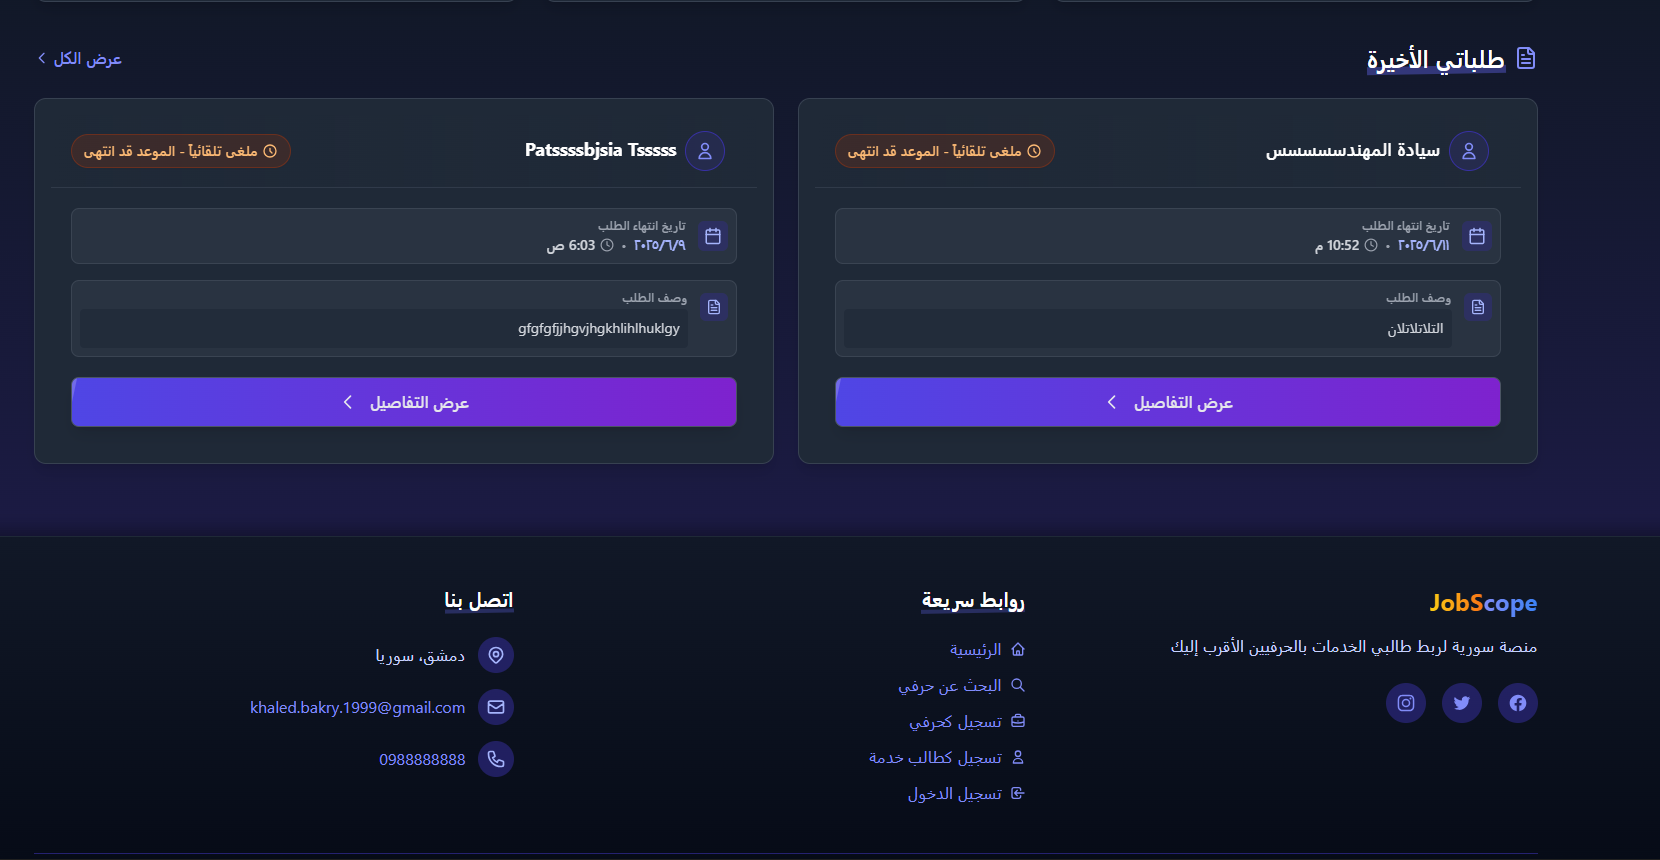 طلباتي الأخيرة
عرض الكل
سيادة المهندسسسسس
ملغى تلقائياً - الموعد قد انتهى
تاريخ انتهاء الطلب
٢٠٢٥/٦/١١ • 10:52 م
وصف الطلب
التلاتلاتلان
عرض التفاصيل
Patssssbjsia Tsssss
ملغى تلقائياً - الموعد قد انتهى
تاريخ انتهاء الطلب
٢٠٢٥/٦/٩ • 6:03 ص
وصف الطلب
gfgfgfjjhgvjhgkhlihlhuklgy
عرض التفاصيل
JobScope
منصة سورية لربط طالبي الخدمات بالحرفيين الأقرب إليك
روابط سريعة
الرئيسية
البحث عن حرفي
تسجيل كحرفي
تسجيل كطالب خدمة
تسجيل الدخول
اتصل بنا
دمشق، سوريا
khaled.bakry.1999@gmail.com
0988888888